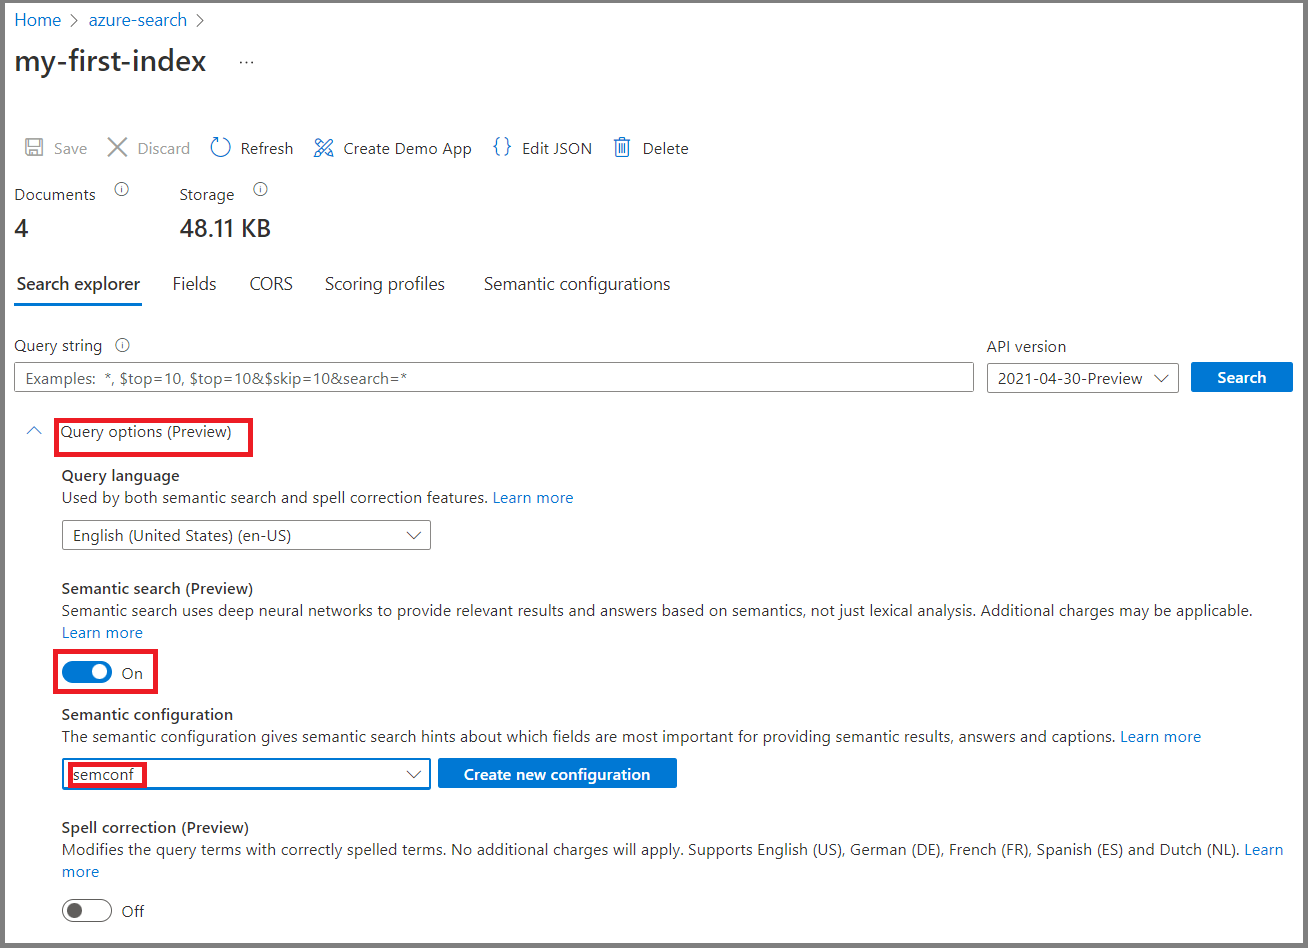 Home > azure-search >
my-first-index ...
Save Discard Refresh Create Demo App {} Edit JSON Delete
Documents Storage
4 48.11 KB
Search explorer Fields CORS Scoring profiles Semantic configurations
Query string API version
Examples: *, $top=10, $top=10&$skip=10&search=* 2021-04-30-Preview Search
Query options (Preview)
Query language
Used by both semantic search and spell correction features. Learn more
English (United States) (en-US)
Semantic search (Preview)
Semantic search uses deep neural networks to provide relevant results and answers based on semantics, not just lexical analysis. Additional charges may be applicable.
Learn more
On
Semantic configuration
The semantic configuration gives semantic search hints about which fields are most important for providing semantic results, answers and captions. Learn more
semconf Create new configuration
Spell correction (Preview)
Modifies the query terms with correctly spelled terms. No additional charges will apply. Supports English (US), German (DE), French (FR), Spanish (ES) and Dutch (NL). Learn
more
Off